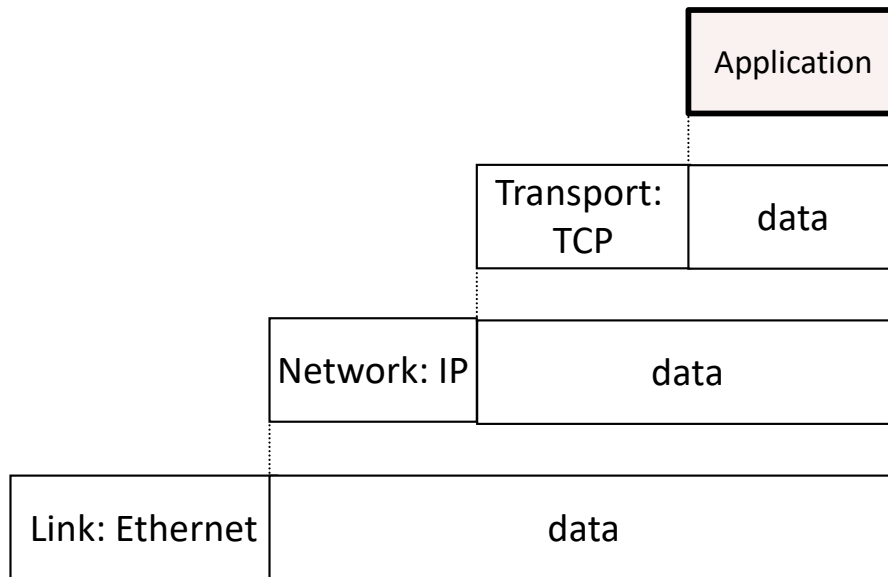 Application
Transport:
TCP
data
Network: IP
data
Link: Ethernet
data